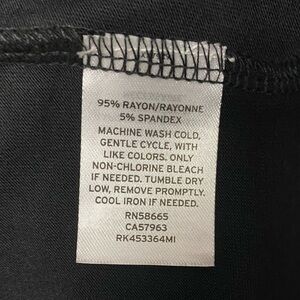 95% RAYON/RAYONNE
5% SPANDEX
MACHINE WASH COLD,
GENTLE CYCLE, WITH
LIKE COLORS. ONLY
NON-CHLORINE BLEACH
IF NEEDED. TUMBLE DRY
LOW, REMOVE PROMPTLY.
COOL IRON IF NEEDED.
RN58665
CA57963
RK453364MI